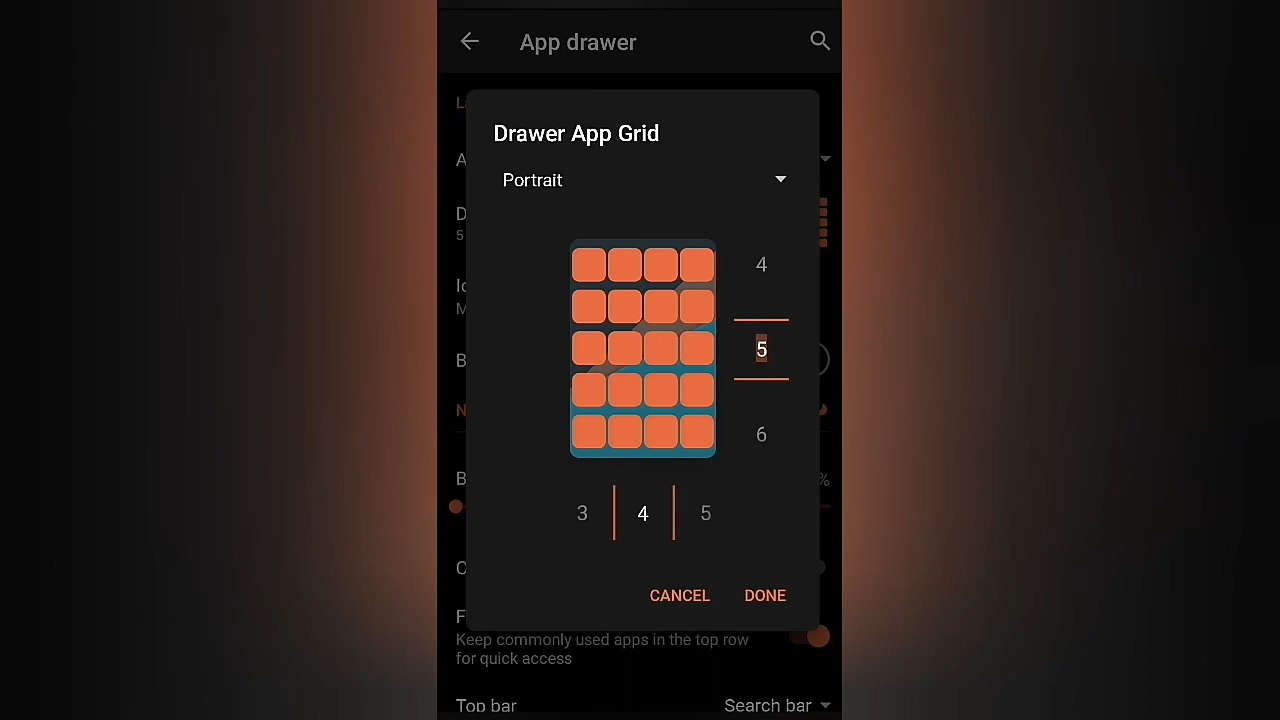 App drawer
Drawer App Grid
Portrait
4
5
6
3 4 5
CANCEL DONE
Keep commonly used apps in the top row
for quick access
Top bar Search bar
5
%